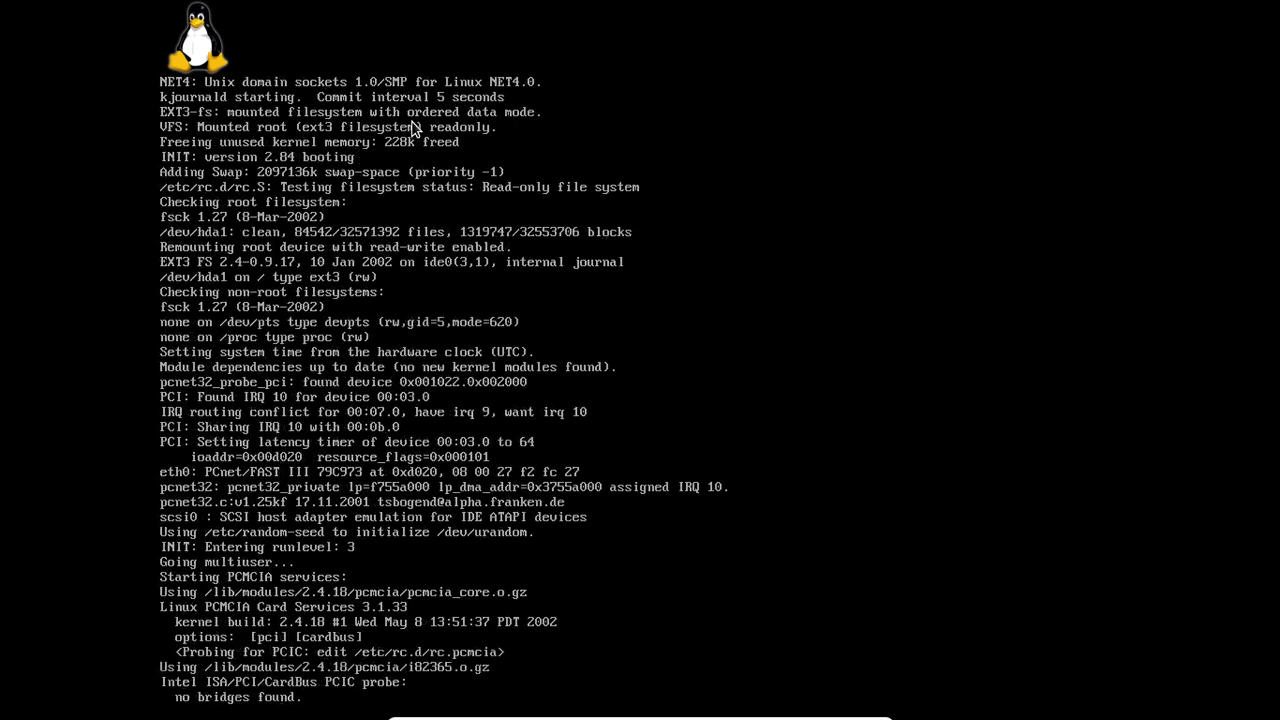 NET4: Unix domain sockets 1.0/SMP for Linux NET4.0.
kjournald starting.  Commit interval 5 seconds
EXT3-fs: mounted filesystem with ordered data mode.
VFS: Mounted root (ext3 filesystem) readonly.
Freeing unused kernel memory: 228k freed
INIT: version 2.84 booting
Adding Swap: 2097136k swap-space (priority -1)
/etc/rc.d/rc.S: Testing filesystem status: Read-only file system
Checking root filesystem:
fsck 1.27 (8-Mar-2002)
/dev/hda1: clean, 84542/32571392 files, 1319747/32553706 blocks
Remounting root device with read-write enabled.
EXT3 FS 2.4-0.9.17, 10 Jan 2002 on ide0(3,1), internal journal
/dev/hda1 on / type ext3 (rw)
Checking non-root filesystems:
fsck 1.27 (8-Mar-2002)
none on /dev/pts type devpts (rw,gid=5,mode=620)
none on /proc type proc (rw)
Setting system time from the hardware clock (UTC).
Module dependencies up to date (no new kernel modules found).
pcnet32_probe_pci: found device 0x001022.0x002000
PCI: Found IRQ 10 for device 00:03.0
IRQ routing conflict for 00:07.0, have irq 9, want irq 10
PCI: Sharing IRQ 10 with 00:0b.0
PCI: Setting latency timer of device 00:03.0 to 64
    ioaddr=0x00d020  resource_flags=0x000101
eth0: PCnet/FAST III 79C973 at 0xd020, 08 00 27 f2 fc 27
pcnet32: pcnet32_private lp=f755a000 lp_dma_addr=0x3755a000 assigned IRQ 10.
pcnet32.c:v1.25kf 17.11.2001 tsbogend@alpha.franken.de
scsi0 : SCSI host adapter emulation for IDE ATAPI devices
Using /etc/random-seed to initialize /dev/urandom.
INIT: Entering runlevel: 3
Going multiuser...
Starting PCMCIA services:
Using /lib/modules/2.4.18/pcmcia/pcmcia_core.o.gz
Linux PCMCIA Card Services 3.1.33
  kernel build: 2.4.18 #1 Wed May 8 13:51:37 PDT 2002
  options:  [pci] [cardbus]
  <Probing for PCIC: edit /etc/rc.d/rc.pcmcia>
Using /lib/modules/2.4.18/pcmcia/i82365.o.gz
Intel ISA/PCI/CardBus PCIC probe:
  no bridges found.